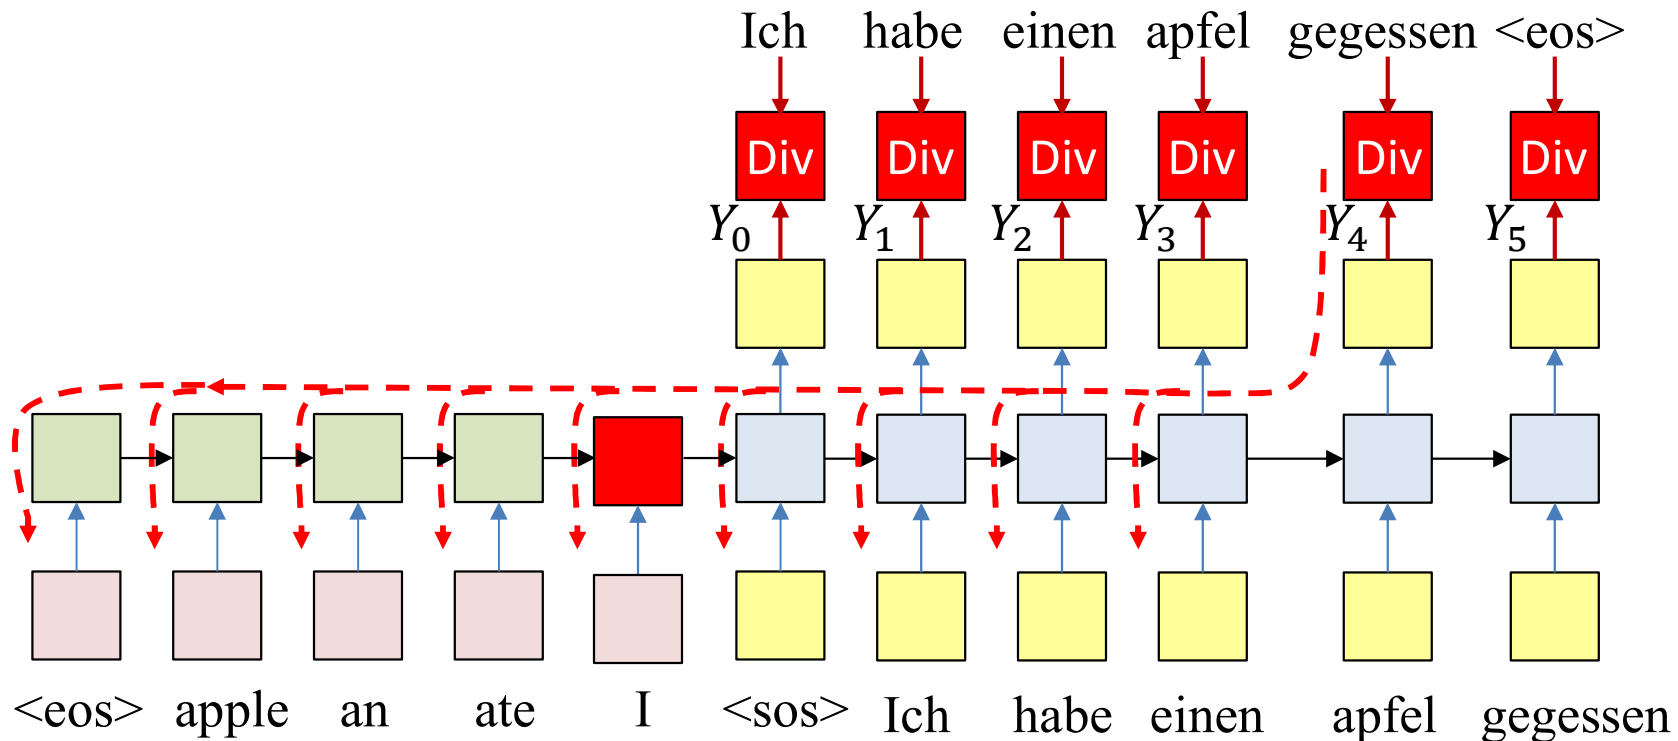 Ich habe einen apfel gegessen <eos>
Div Div Div Div Div Div
Y₀ Y₁ Y₂ Y₃ Y₄ Y₅
<eos> apple an ate I <sos> Ich habe einen apfel gegessen